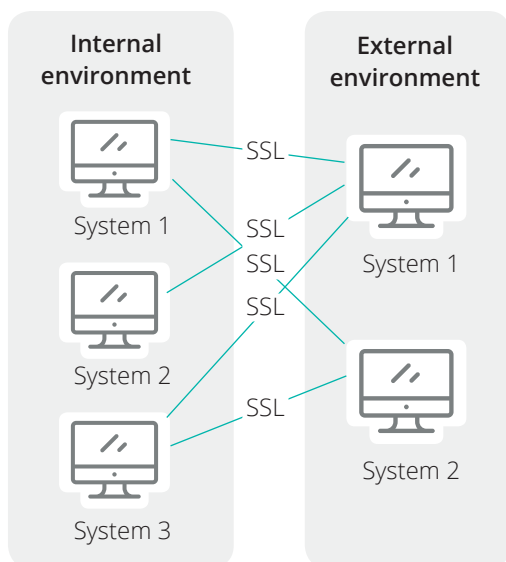 Internal
environment
System 1
System 2
System 3
SSL
SSL
SSL
SSL
SSL
External
environment
System 1
System 2